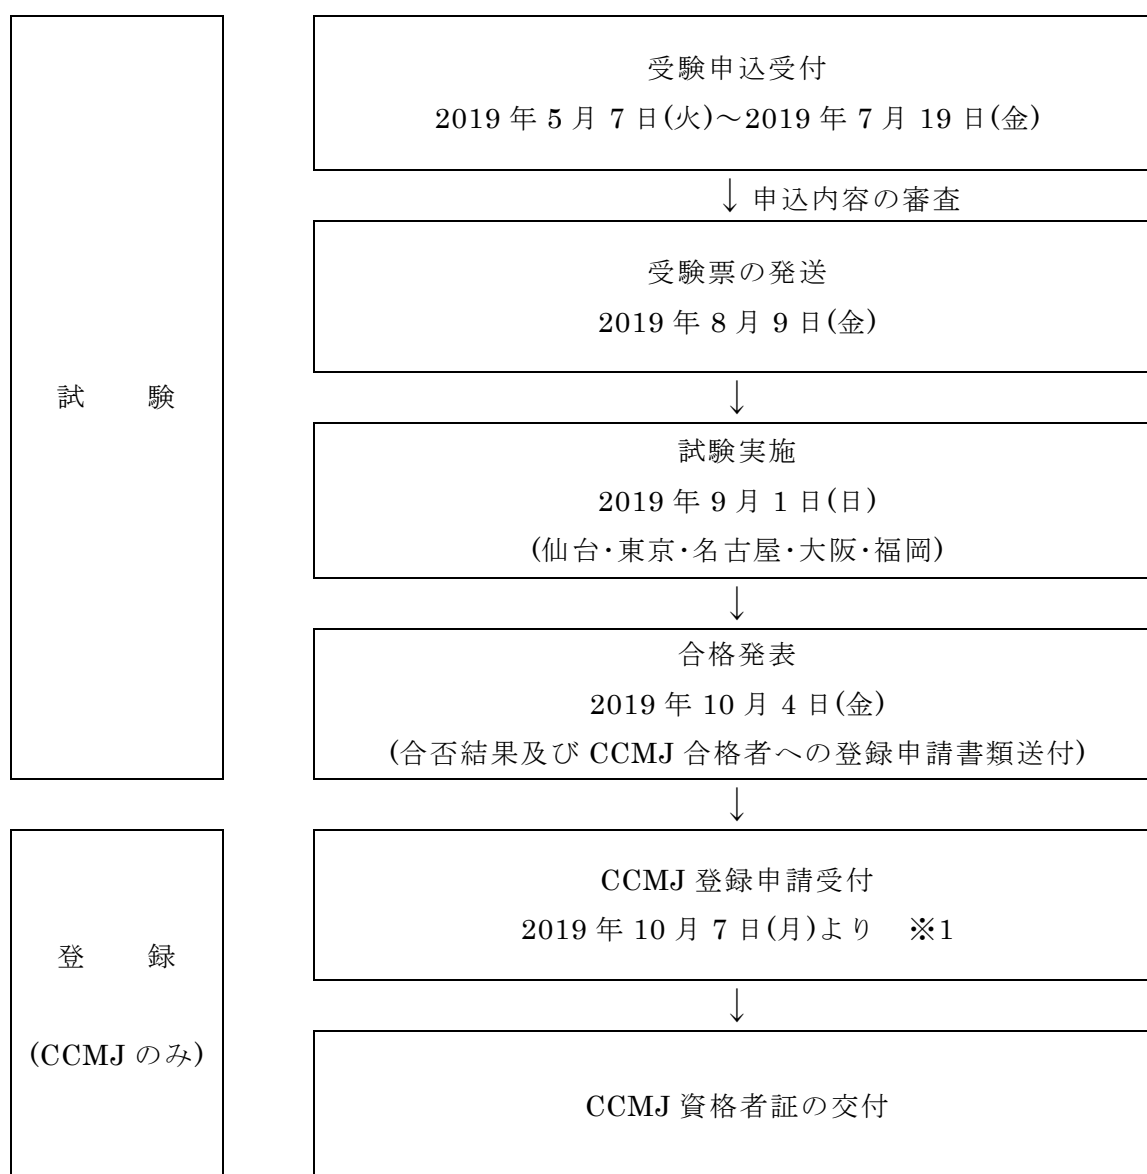 試 験
受験申込受付
2019 年 5 月 7 日(火)~2019 年 7 月 19 日(金)
↓ 申込内容の審査
受験票の発送
2019 年 8 月 9 日(金)
↓
試験実施
2019 年 9 月 1 日(日)
(仙台・東京・名古屋・大阪・福岡)
↓
合格発表
2019 年 10 月 4 日(金)
(合否結果及び CCMJ 合格者への登録申請書類送付)
↓
登 録
(CCMJ のみ)
CCMJ 登録申請受付
2019 年 10 月 7 日(月)より ※1
↓
CCMJ 資格者証の交付